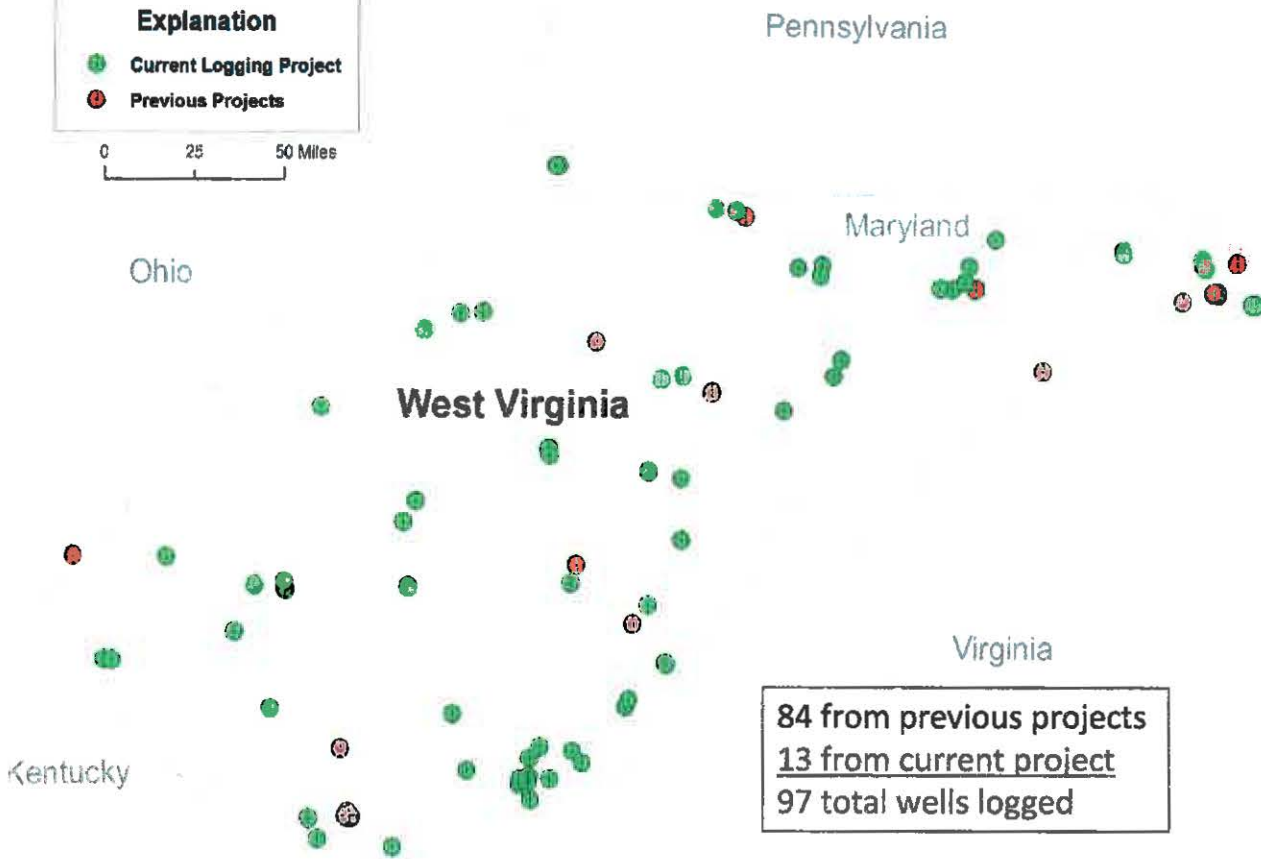 Explanation
Current Logging Project
Previous Projects
0 25 50 Miles
Pennsylvania
Maryland
Ohio
West Virginia
Virginia
Kentucky
84 from previous projects
13 from current project
97 total wells logged